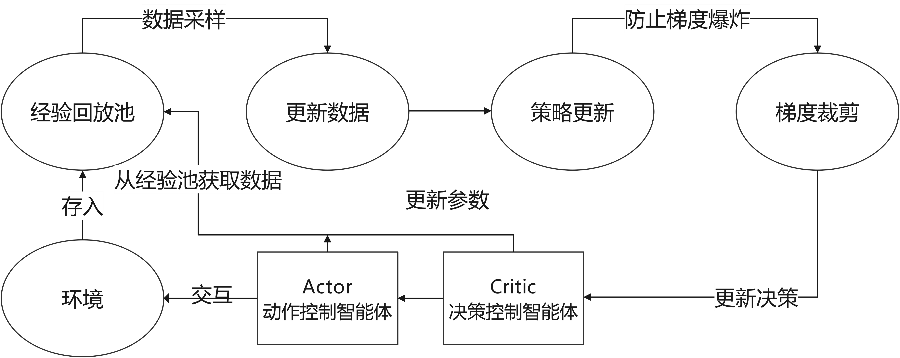 数据采样
防止梯度爆炸
经验回放池
更新数据
策略更新
梯度裁剪
从经验池获取数据
存入
更新参数
环境
交互
Actor
动作控制智能体
Critic
决策控制智能体
更新决策